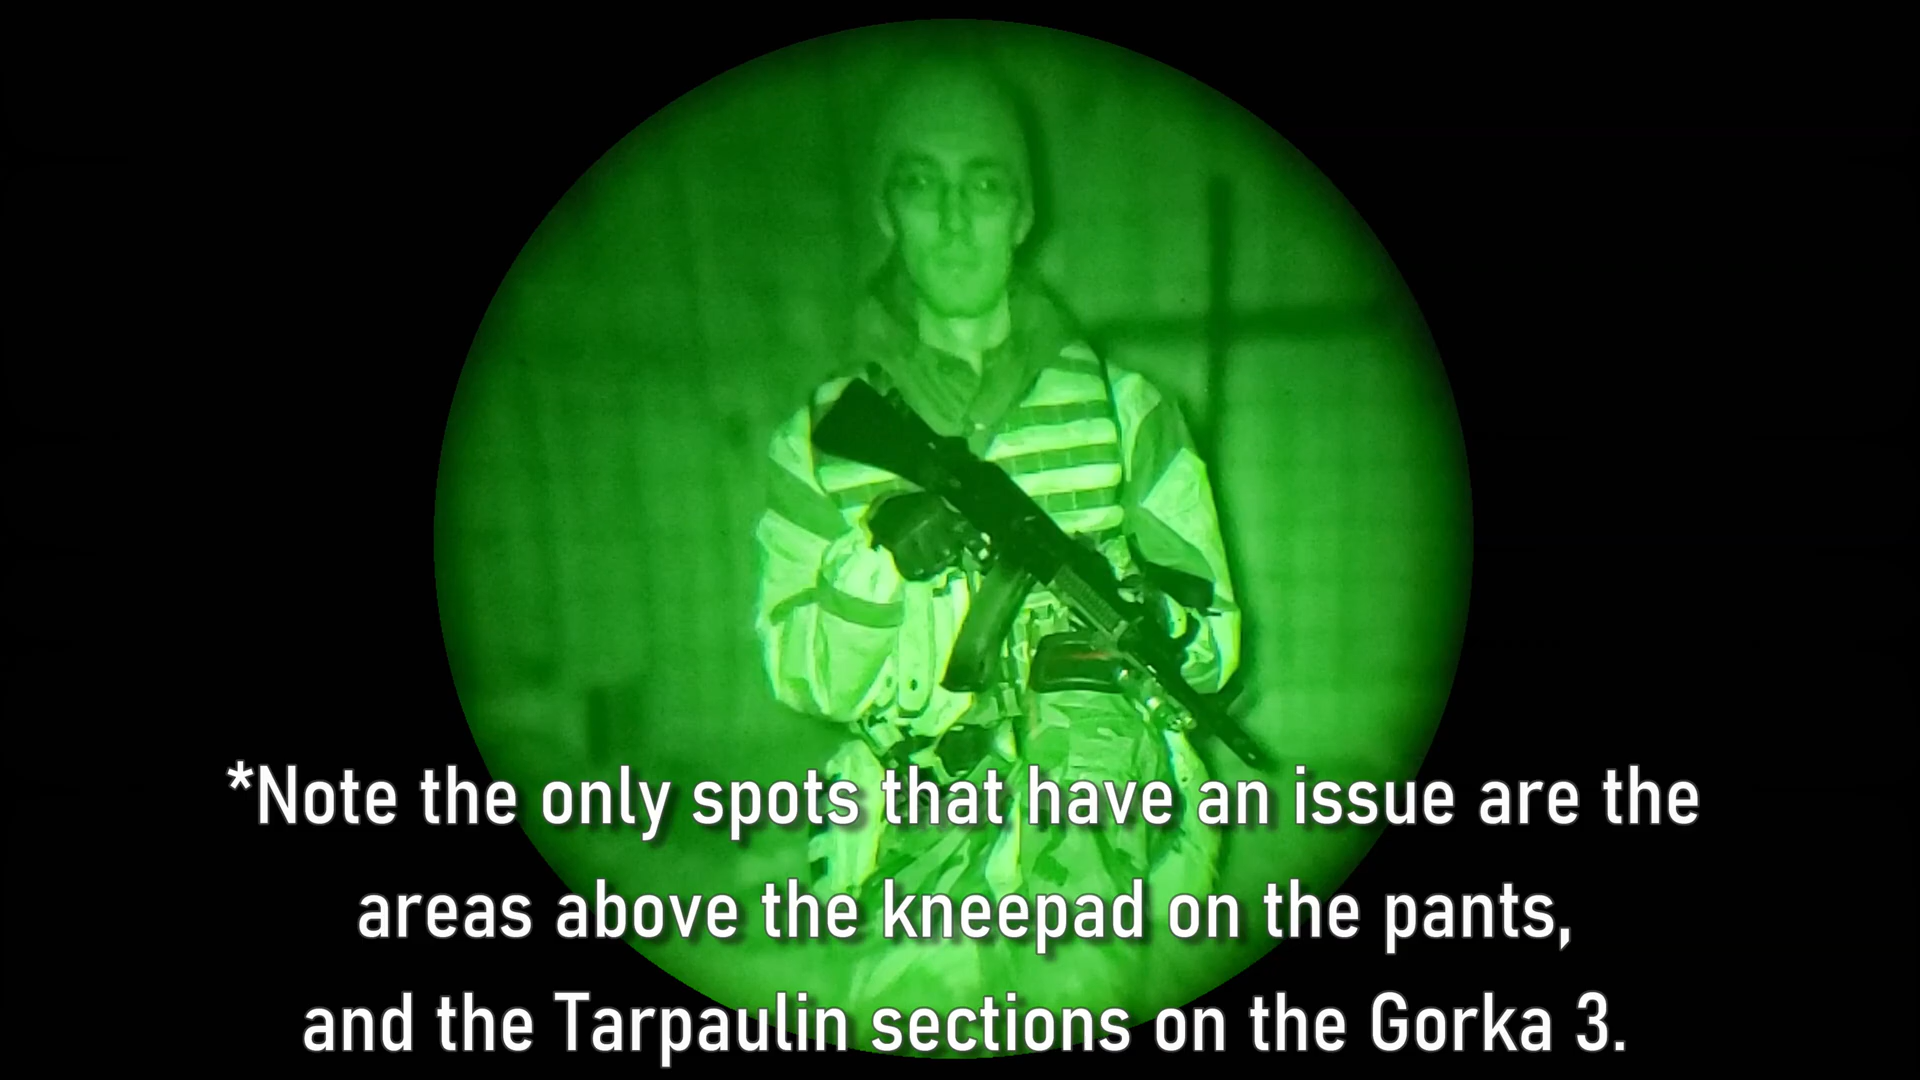 *Note the only spots that have an issue are the
areas above the kneepad on the pants,
and the Tarpaulin sections on the Gorka 3.